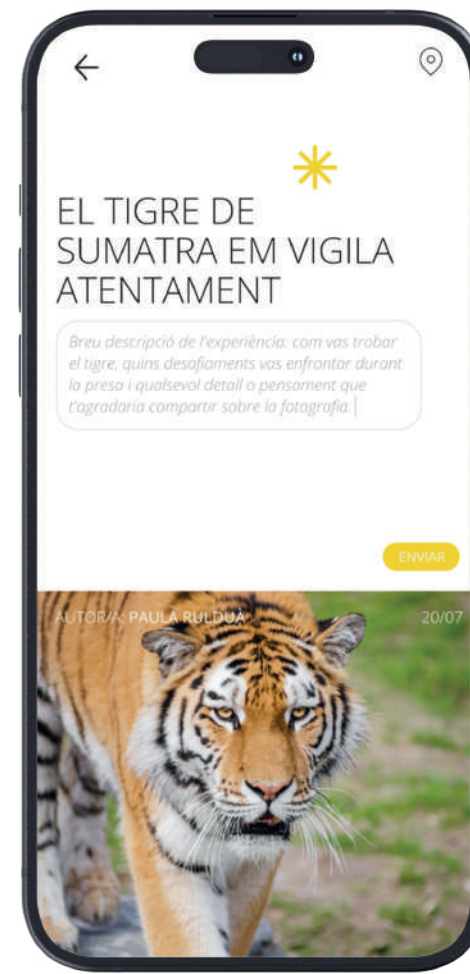 EL TIGRE DE
SUMATRA EM VIGILA
ATENTAMENT
Breu descripció de l'experiència: com vas trobar
el tigre, quins desafiaments vas enfrontar durant
la presa i qualsevol detall o pensament que
t'agradaria compartir sobre la fotografia.
ENVIAR
AUTOR/A: PAULA RULDUÀ 20/07